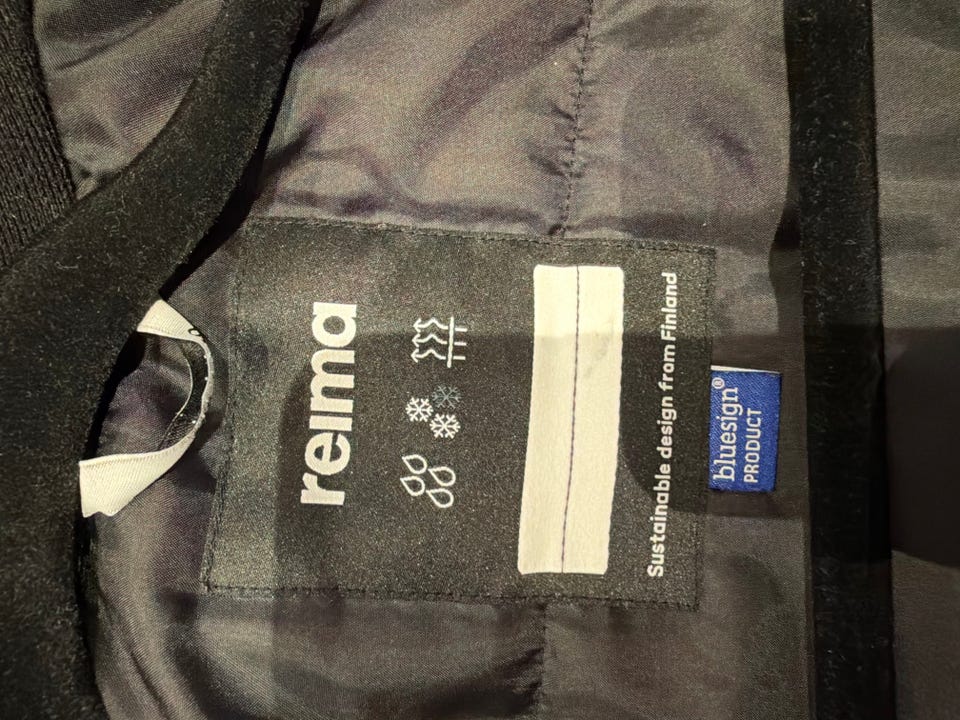 reima
Sustainable design from Finland
bluesign®
PRODUCT